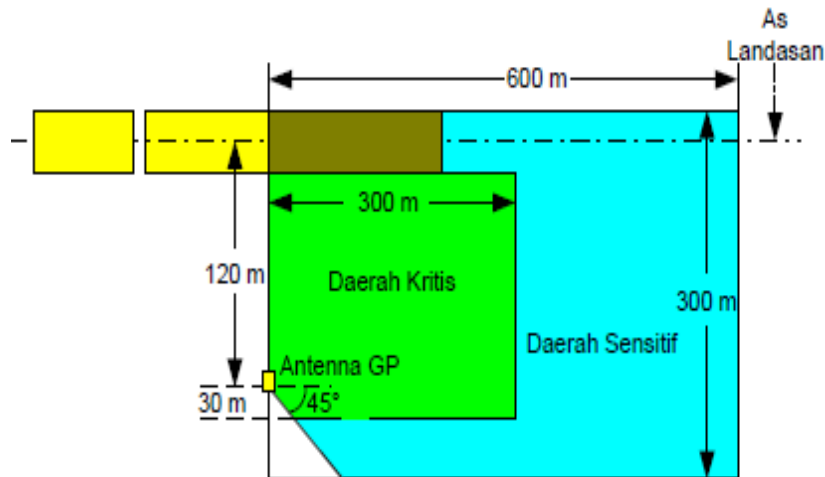 As
Landasan
600 m
300 m
120 m
Daerah Kritis
300 m
Daerah Sensitif
Antenna GP
30 m
45°